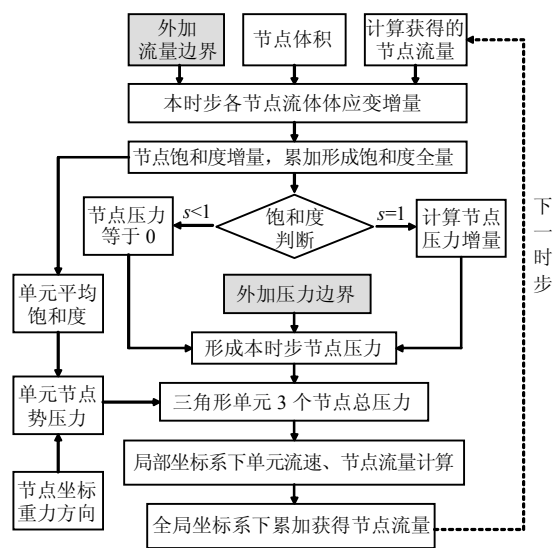 外加
流量边界
节点体积
计算获得的
节点流量
本时步各节点流体体应变增量
节点饱和度增量，累加形成饱和度全量
节点压力
等于 0
s<1
饱和度
判断
s=1
计算节点
压力增量
下一时步
外加压力边界
单元平均
饱和度
形成本时步节点压力
单元节点
势压力
三角形单元 3 个节点总压力
局部坐标系下单元流速、节点流量计算
节点坐标
重力方向
全局坐标系下累加获得节点流量